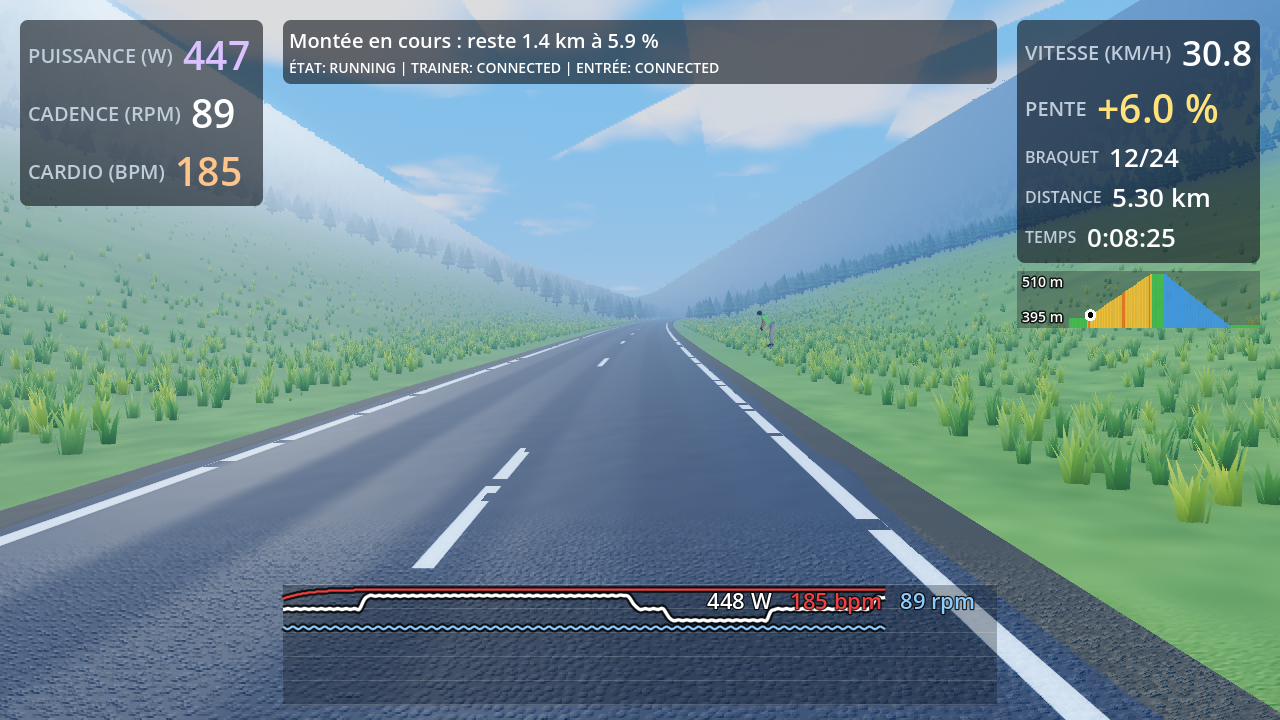 PUISSANCE (W) 447
CADENCE (RPM) 89
CARDIO (BPM) 185
Montée en cours : reste 1.4 km à 5.9 %
ÉTAT: RUNNING | TRAINER: CONNECTED | ENTRÉE: CONNECTED
VITESSE (KM/H) 30.8
PENTE +6.0 %
BRAQUET 12/24
DISTANCE 5.30 km
TEMPS 0:08:25
510 m
395 m
448 W 185 bpm 89 rpm